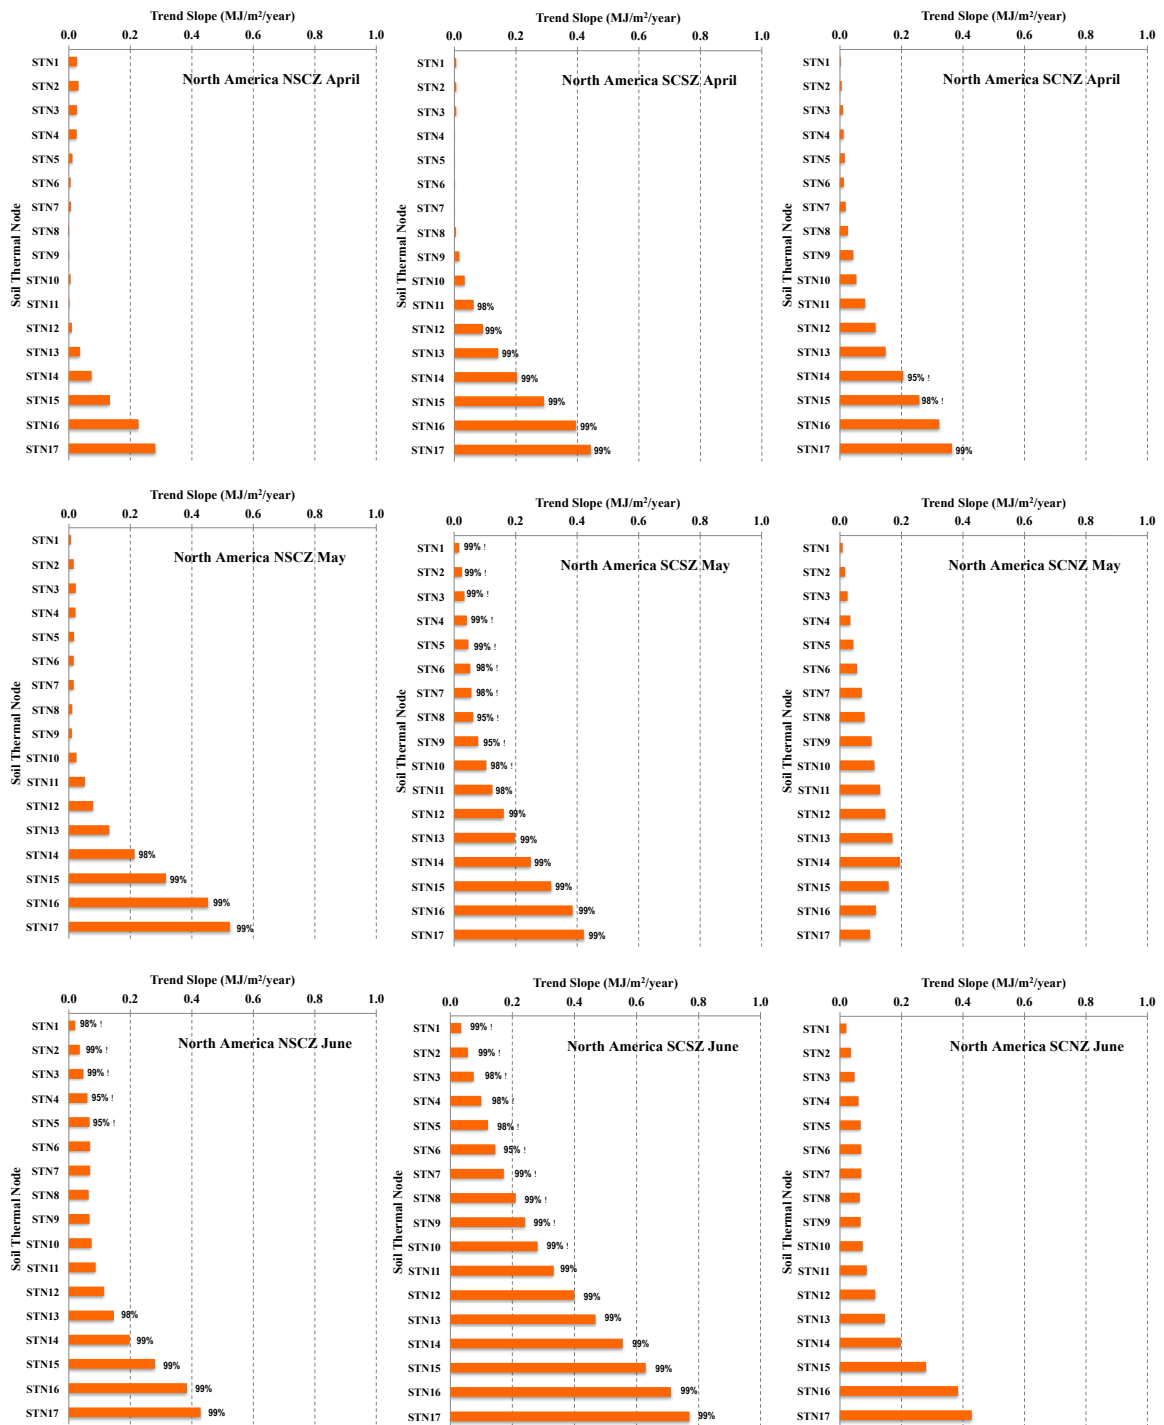 Trend Slope (MJ/m²/year)
0.0 0.2 0.4 0.6 0.8 1.0
North America NSCZ April
Soil Thermal Node
STN1
STN2
STN3
STN4
STN5
STN6
STN7
STN8
STN9
STN10
STN11
STN12
STN13
STN14
STN15
STN16
STN17
Trend Slope (MJ/m²/year)
0.0 0.2 0.4 0.6 0.8 1.0
North America SCSZ April
Soil Thermal Node
STN1
STN2
STN3
STN4
STN5
STN6
STN7
STN8
STN9
STN10
STN11 98%
STN12 99%
STN13 99%
STN14 99%
STN15 99%
STN16 99%
STN17 99%
Trend Slope (MJ/m²/year)
0.0 0.2 0.4 0.6 0.8 1.0
North America SCNZ April
Soil Thermal Node
STN1
STN2
STN3
STN4
STN5
STN6
STN7
STN8
STN9
STN10
STN11
STN12
STN13
STN14 95% !
STN15 98% !
STN16
STN17 99%
Trend Slope (MJ/m²/year)
0.0 0.2 0.4 0.6 0.8 1.0
North America NSCZ May
Soil Thermal Node
STN1
STN2
STN3
STN4
STN5
STN6
STN7
STN8
STN9
STN10
STN11
STN12
STN13
STN14 98%
STN15 99%
STN16 99%
STN17 99%
Trend Slope (MJ/m²/year)
0.0 0.2 0.4 0.6 0.8 1.0
North America SCSZ May
Soil Thermal Node
STN1 99% !
STN2 99% !
STN3 99% !
STN4 99% !
STN5 99% !
STN6 98% !
STN7 98% !
STN8 95% !
STN9 95% !
STN10 98% !
STN11 98%
STN12 99%
STN13 99%
STN14 99%
STN15 99%
STN16 99%
STN17 99%
Trend Slope (MJ/m²/year)
0.0 0.2 0.4 0.6 0.8 1.0
North America SCNZ May
Soil Thermal Node
STN1
STN2
STN3
STN4
STN5
STN6
STN7
STN8
STN9
STN10
STN11
STN12
STN13
STN14
STN15
STN16
STN17
Trend Slope (MJ/m²/year)
0.0 0.2 0.4 0.6 0.8 1.0
North America NSCZ June
Soil Thermal Node
STN1 98% !
STN2 99% !
STN3 99% !
STN4 95% !
STN5 95% !
STN6
STN7
STN8
STN9
STN10
STN11
STN12
STN13 98%
STN14 99%
STN15 99%
STN16 99%
STN17 99%
Trend Slope (MJ/m²/year)
0.0 0.2 0.4 0.6 0.8 1.0
North America SCSZ June
Soil Thermal Node
STN1 99% !
STN2 99% !
STN3 98% !
STN4 98% !
STN5 98% !
STN6 95% !
STN7 99% !
STN8 99% !
STN9 99% !
STN10 99% !
STN11 99%
STN12 99%
STN13 99%
STN14 99%
STN15 99%
STN16 99%
STN17 99%
Trend Slope (MJ/m²/year)
0.0 0.2 0.4 0.6 0.8 1.0
North America SCNZ June
Soil Thermal Node
STN1
STN2
STN3
STN4
STN5
STN6
STN7
STN8
STN9
STN10
STN11
STN12
STN13
STN14
STN15
STN16
STN17